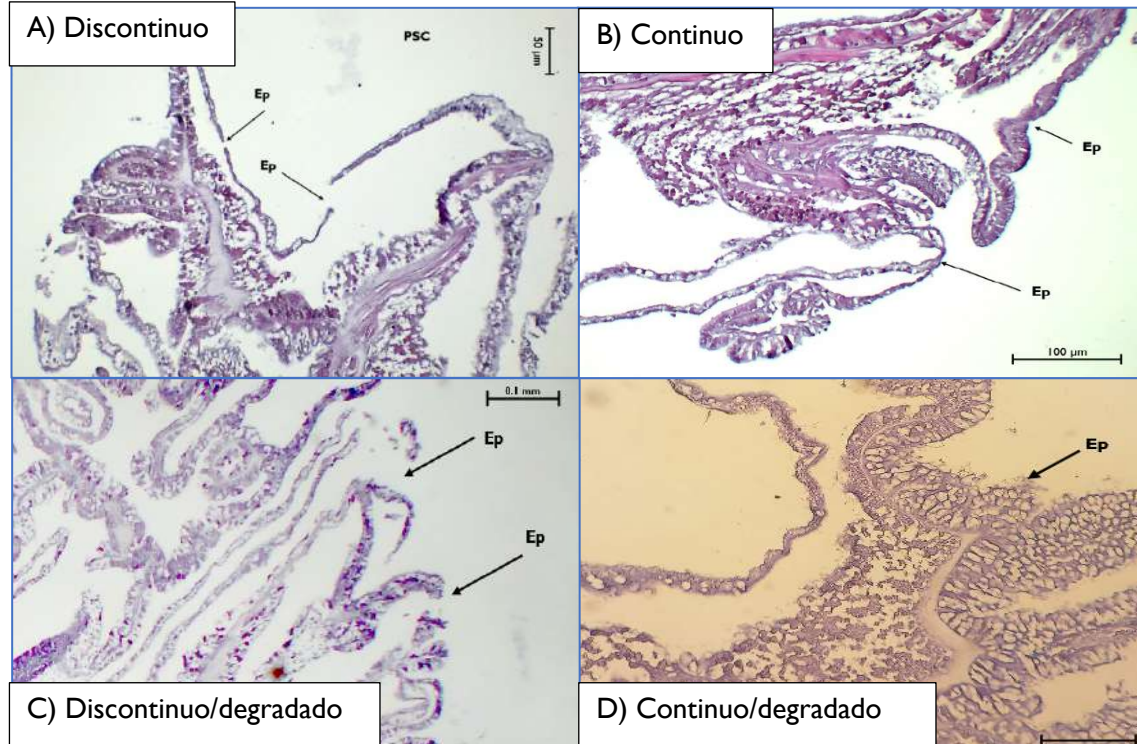 A) Discontinuo
PSC
50 µm
Ep
Ep
B) Continuo
Ep
Ep
100 µm
0.1 mm
Ep
Ep
C) Discontinuo/degradado
Ep
D) Continuo/degradado